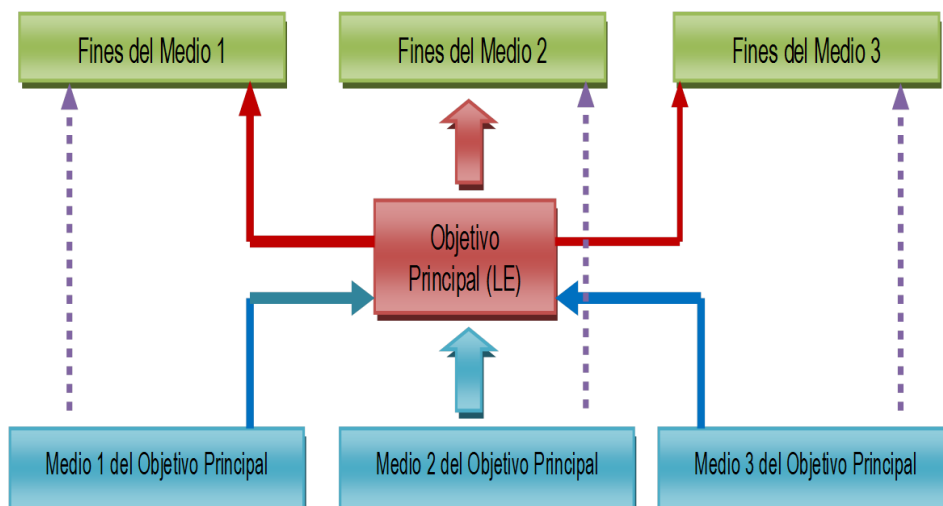 Fines del Medio 1
Fines del Medio 2
Fines del Medio 3
Objetivo
Principal (LE)
Medio 1 del Objetivo Principal
Medio 2 del Objetivo Principal
Medio 3 del Objetivo Principal